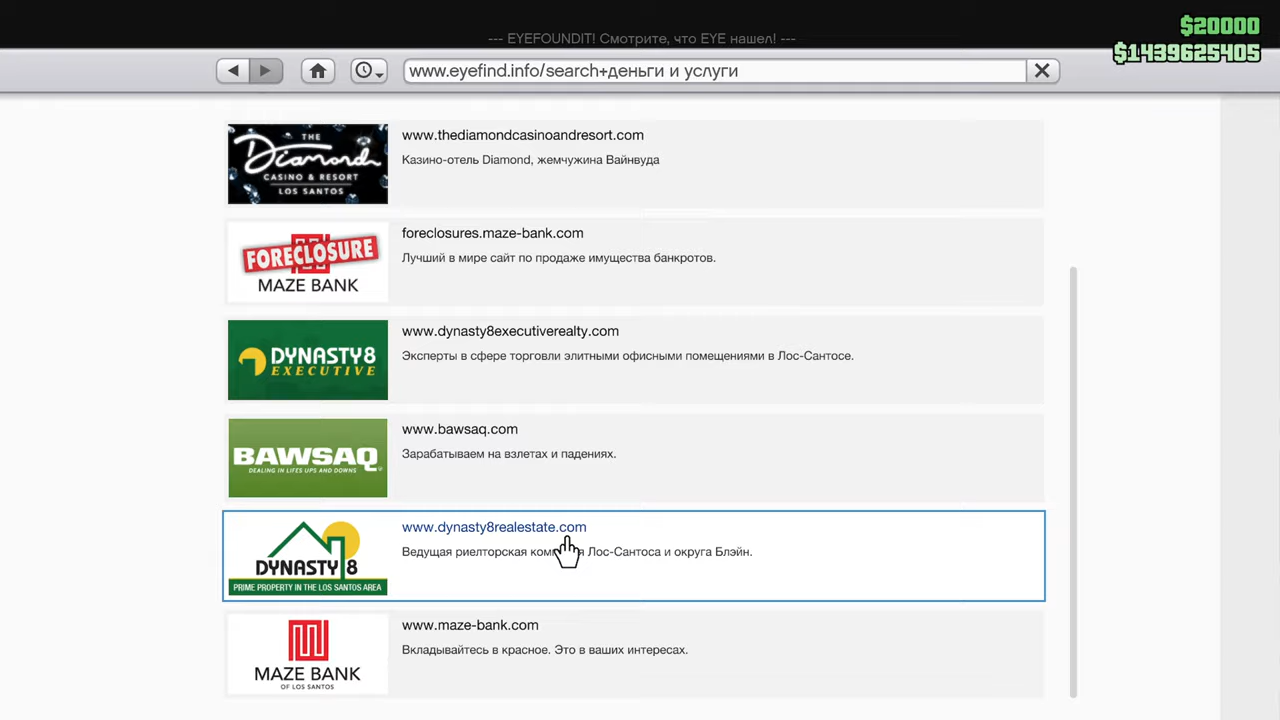 --- EYEFOUNDIT! Смотрите, что EYE нашел! ---
$20000
$1439625405
www.eyefind.info/search+деньги и услуги
THE
Diamond
CASINO & RESORT
LOS SANTOS
www.thediamondcasinoandresort.com
Казино-отель Diamond, жемчужина Вайнвуда
FORECLOSURE
MAZE BANK
foreclosures.maze-bank.com
Лучший в мире сайт по продаже имущества банкротов.
DYNASTY8
EXECUTIVE
www.dynasty8executiverealty.com
Эксперты в сфере торговли элитными офисными помещениями в Лос-Сантосе.
BAWSAQ
DEALING IN LIFES UPS AND DOWNS
www.bawsaq.com
Зарабатываем на взлетах и падениях.
DYNASTY 8
PRIME PROPERTY IN THE LOS SANTOS AREA
www.dynasty8realestate.com
Ведущая риелторская Лос-Сантоса и округа Блэйн.
MAZE BANK
OF LOS SANTOS
www.maze-bank.com
Вкладывайтесь в красное. Это в ваших интересах.